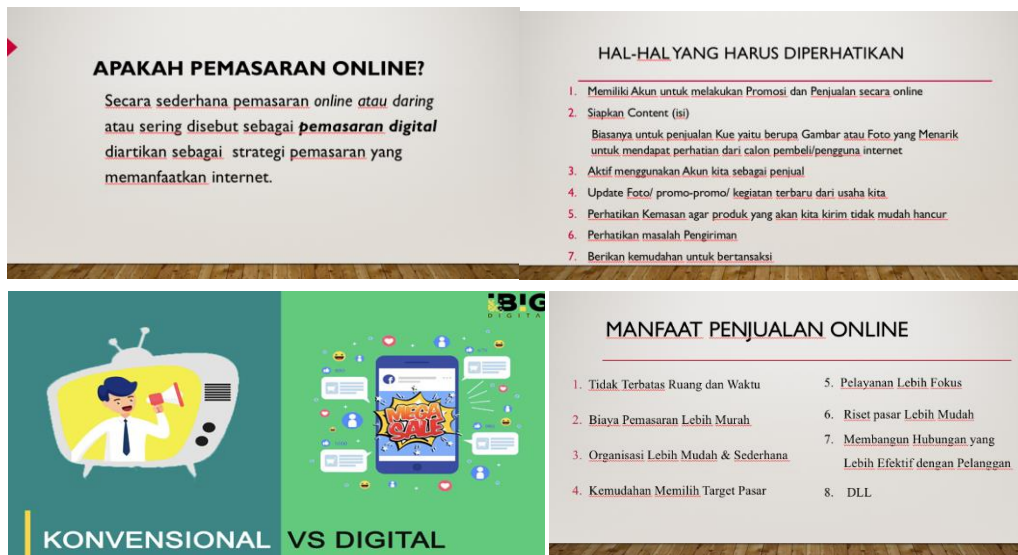 APAKAH PEMASARAN ONLINE?
Secara sederhana pemasaran online atau daring
atau sering disebut sebagai pemasaran digital
diartikan sebagai strategi pemasaran yang
memanfaatkan internet.
HAL-HAL YANG HARUS DIPERHATIKAN
1. Memiliki Akun untuk melakukan Promosi dan Penjualan secara online
2. Siapkan Content (isi)
Biasanya untuk penjualan Kue yaitu berupa Gambar atau Foto yang Menarik
untuk mendapat perhatian dari calon pembeli/pengguna internet
3. Aktif menggunakan Akun kita sebagai penjual
4. Update Foto/ promo-promo/ kegiatan terbaru dari usaha kita
5. Perhatikan Kemasan agar produk yang akan kita kirim tidak mudah hancur
6. Perhatikan masalah Pengiriman
7. Berikan kemudahan untuk bertansaksi
BIG
DIGITA
MEGA
SALE
KONVENSIONAL VS DIGITAL
MANFAAT PENJUALAN ONLINE
1. Tidak Terbatas Ruang dan Waktu
2. Biaya Pemasaran Lebih Murah
3. Organisasi Lebih Mudah & Sederhana
4. Kemudahan Memilih Target Pasar
5. Pelayanan Lebih Fokus
6. Riset pasar Lebih Mudah
7. Membangun Hubungan yang
Lebih Efektif dengan Pelanggan
8. DLL